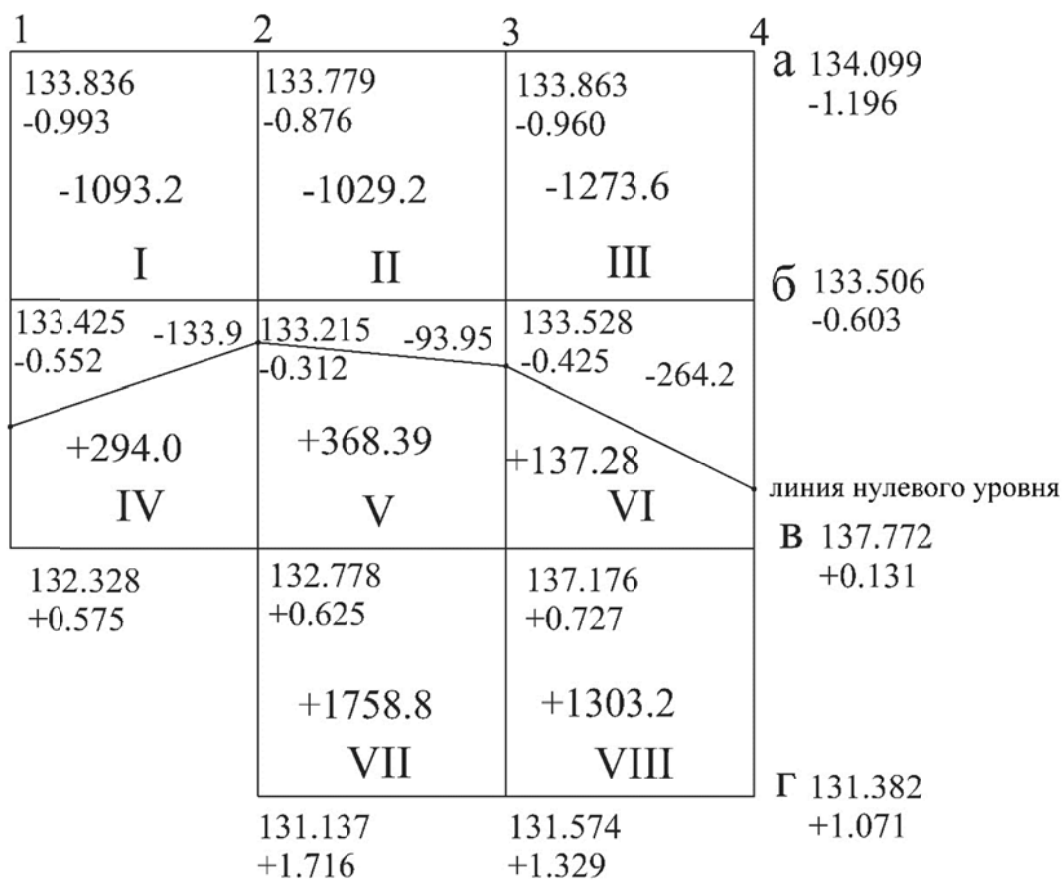 1 2 3 4
133.836 133.779 133.863 а 134.099
-0.993 -0.876 -0.960 -1.196
-1093.2 -1029.2 -1273.6
I II III
б 133.506
-0.603
133.425 -133.9 133.215 -93.95 133.528
-0.552 -0.312 -0.425 -264.2
+294.0 +368.39 +137.28
IV V VI линия нулевого уровня
в 137.772
+0.131
132.328 132.778 137.176
+0.575 +0.625 +0.727
+1758.8 +1303.2
VII VIII
г 131.382
+1.071
131.137 131.574
+1.716 +1.329